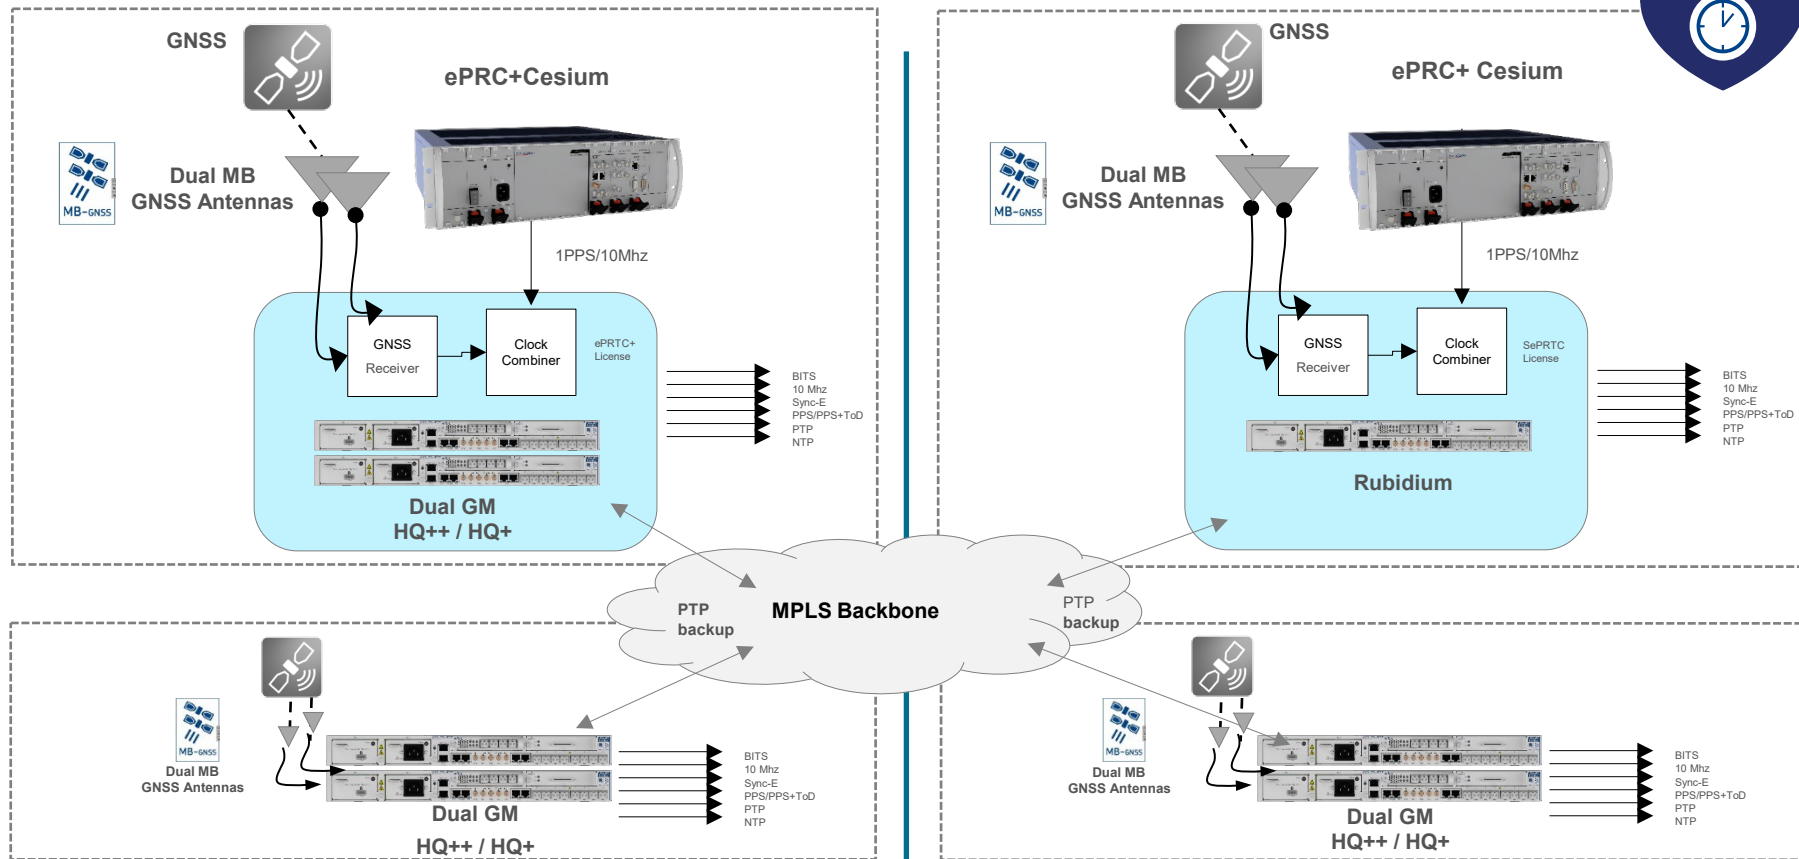 GNSS
ePRC+Cesium
MB-GNSS
Dual MB
GNSS Antennas
1PPS/10Mhz
GNSS
Receiver
Clock
Combiner
ePRTC+
License
BITS
10 Mhz
Sync-E
PPS/PPS+ToD
PTP
NTP
Dual GM
HQ++ / HQ+
GNSS
ePRC+ Cesium
MB-GNSS
Dual MB
GNSS Antennas
1PPS/10Mhz
GNSS
Receiver
Clock
Combiner
SePRTC
License
BITS
10 Mhz
Sync-E
PPS/PPS+ToD
PTP
NTP
Rubidium
PTP
backup
MPLS Backbone
PTP
backup
MB-GNSS
Dual MB
GNSS Antennas
BITS
10 Mhz
Sync-E
PPS/PPS+ToD
PTP
NTP
Dual GM
HQ++ / HQ+
MB-GNSS
Dual MB
GNSS Antennas
BITS
10 Mhz
Sync-E
PPS/PPS+ToD
PTP
NTP
Dual GM
HQ++ / HQ+